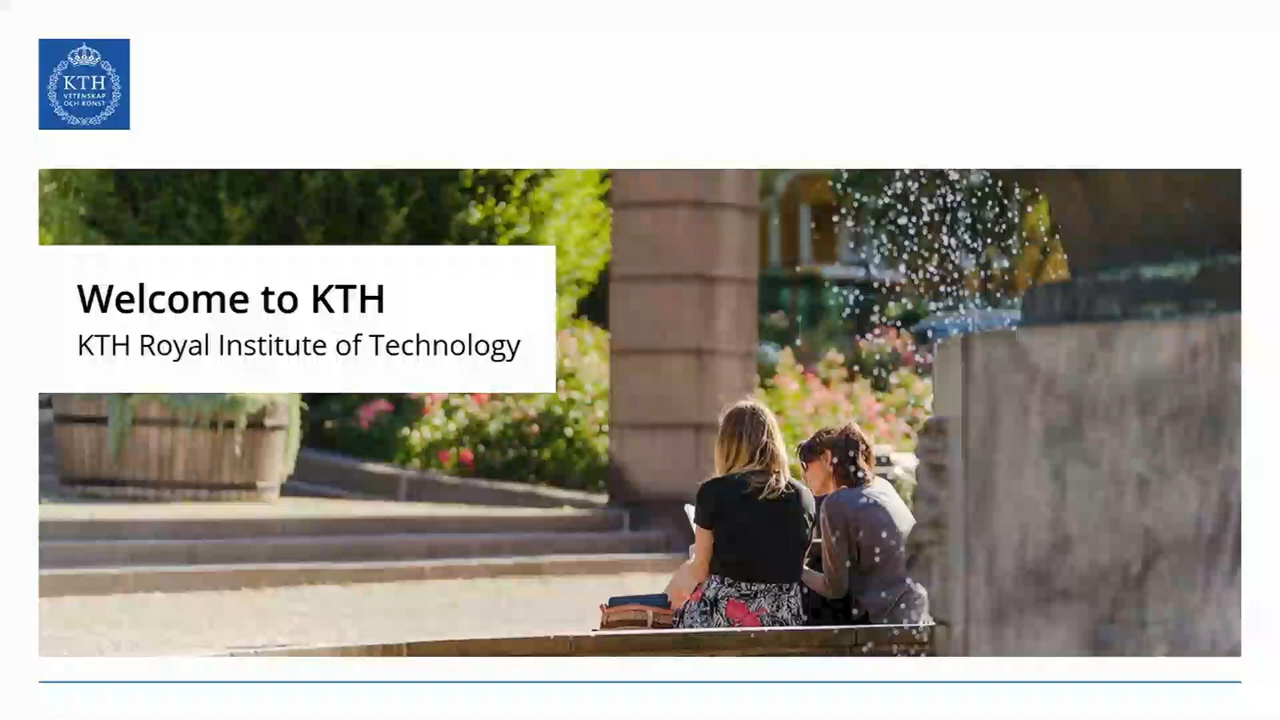 KTH
VETENSKAP
OCH KONST
Welcome to KTH
KTH Royal Institute of Technology